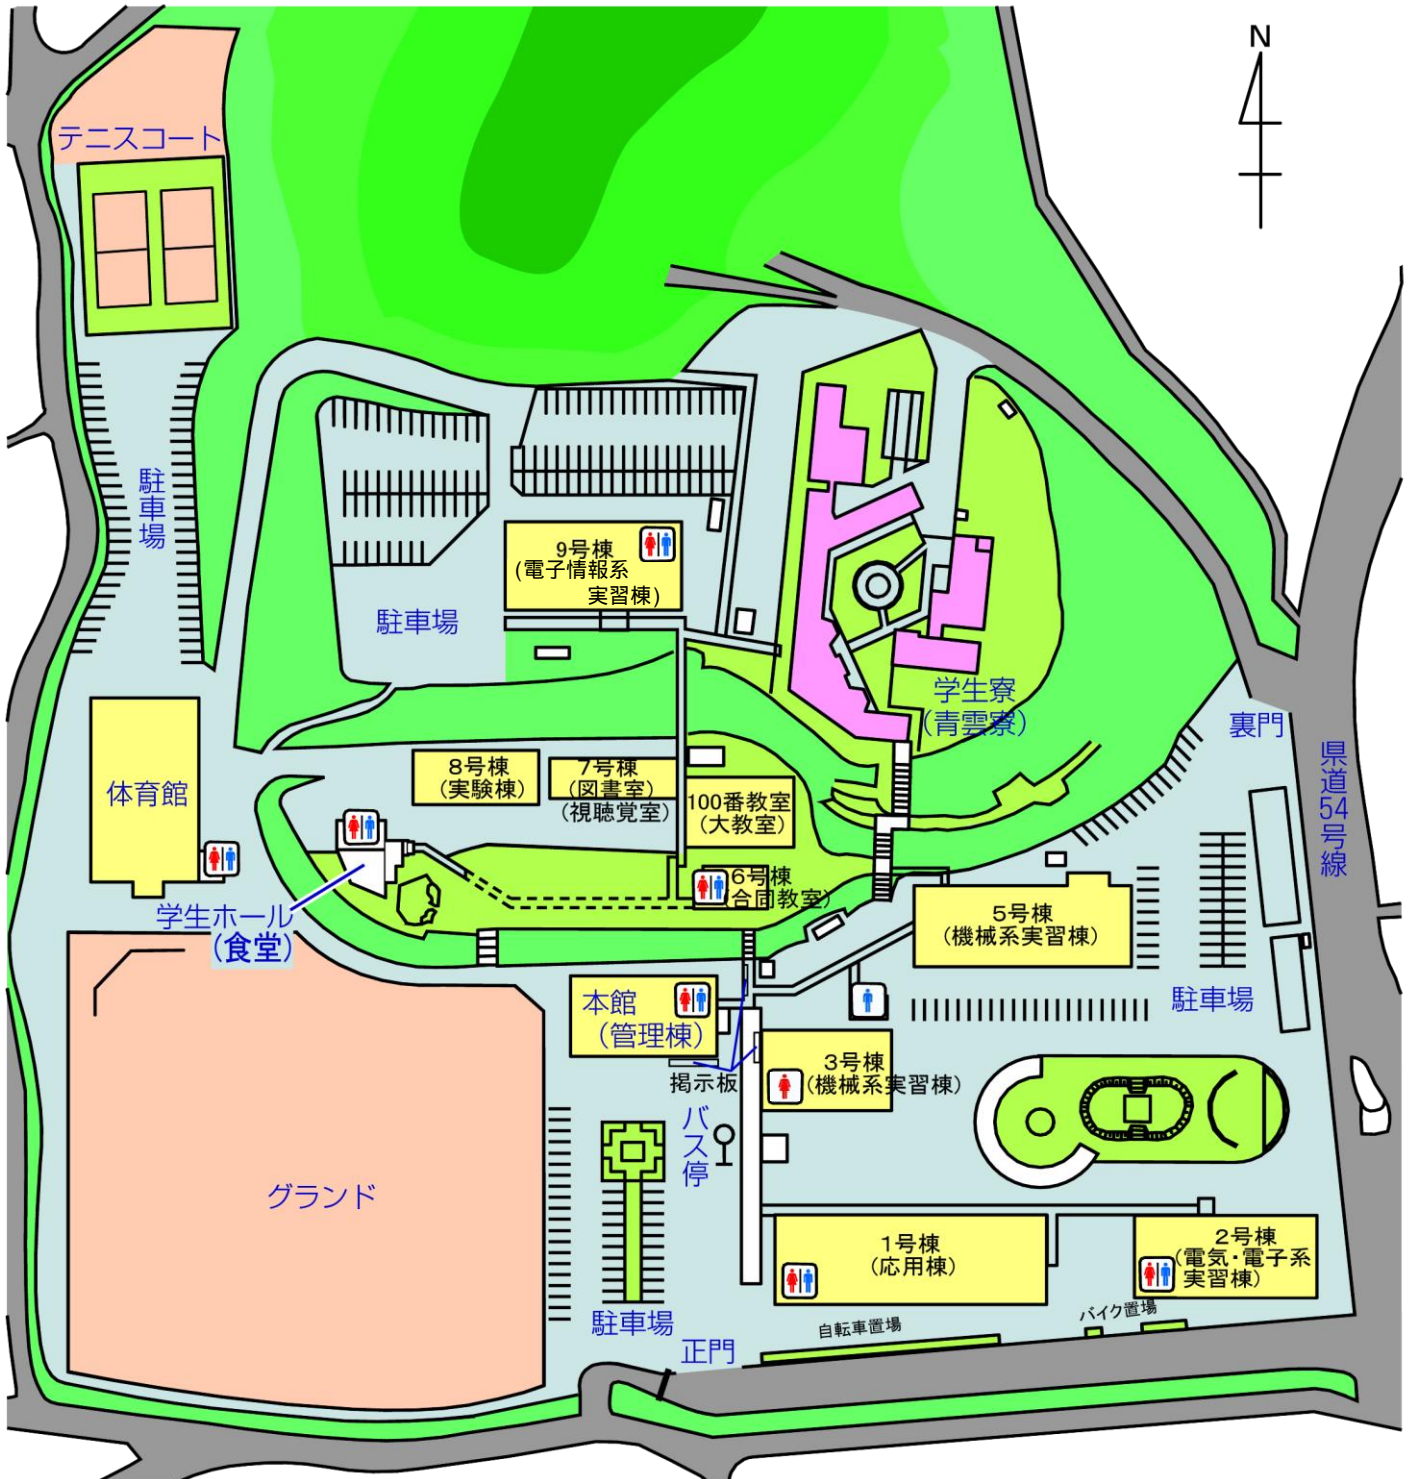 N
テニスコート
駐車場
9号棟
(電子情報系
実習棟)
駐車場
学生寮
(青雲寮)
裏門
県道54号線
体育館
8号棟
(実験棟)
7号棟
(図書室)
(視聴覚室)
100番教室
(大教室)
6号棟
(合同教室)
学生ホール
(食堂)
5号棟
(機械系実習棟)
駐車場
本館
(管理棟)
掲示板
3号棟
(機械系実習棟)
バス停
グランド
1号棟
(応用棟)
2号棟
(電気・電子系
実習棟)
駐車場
自転車置場
バイク置場
正門